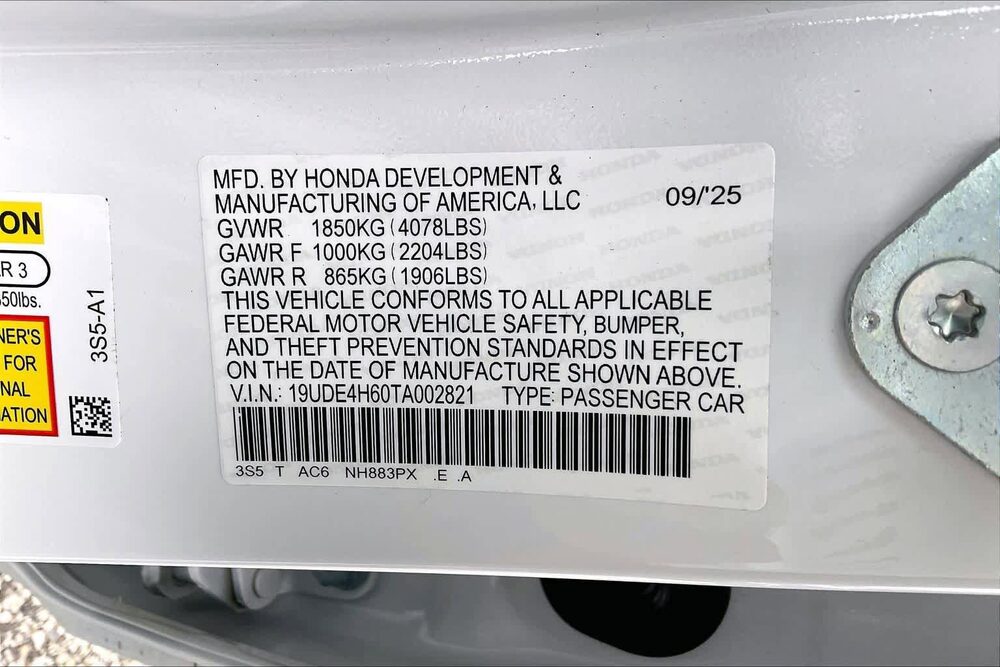 MFD. BY HONDA DEVELOPMENT &
MANUFACTURING OF AMERICA, LLC 09/'25
GVWR 1850KG (4078LBS)
GAWR F 1000KG (2204LBS)
GAWR R 865KG (1906LBS)
THIS VEHICLE CONFORMS TO ALL APPLICABLE
FEDERAL MOTOR VEHICLE SAFETY, BUMPER,
AND THEFT PREVENTION STANDARDS IN EFFECT
ON THE DATE OF MANUFACTURE SHOWN ABOVE.
V.I.N.: 19UDE4H60TA002821 TYPE: PASSENGER CAR
3S5 T AC6 NH883PX .E .A
ON
R 3
50lbs.
NER'S
FOR
NAL
ATION
3S5-A1
HONDA